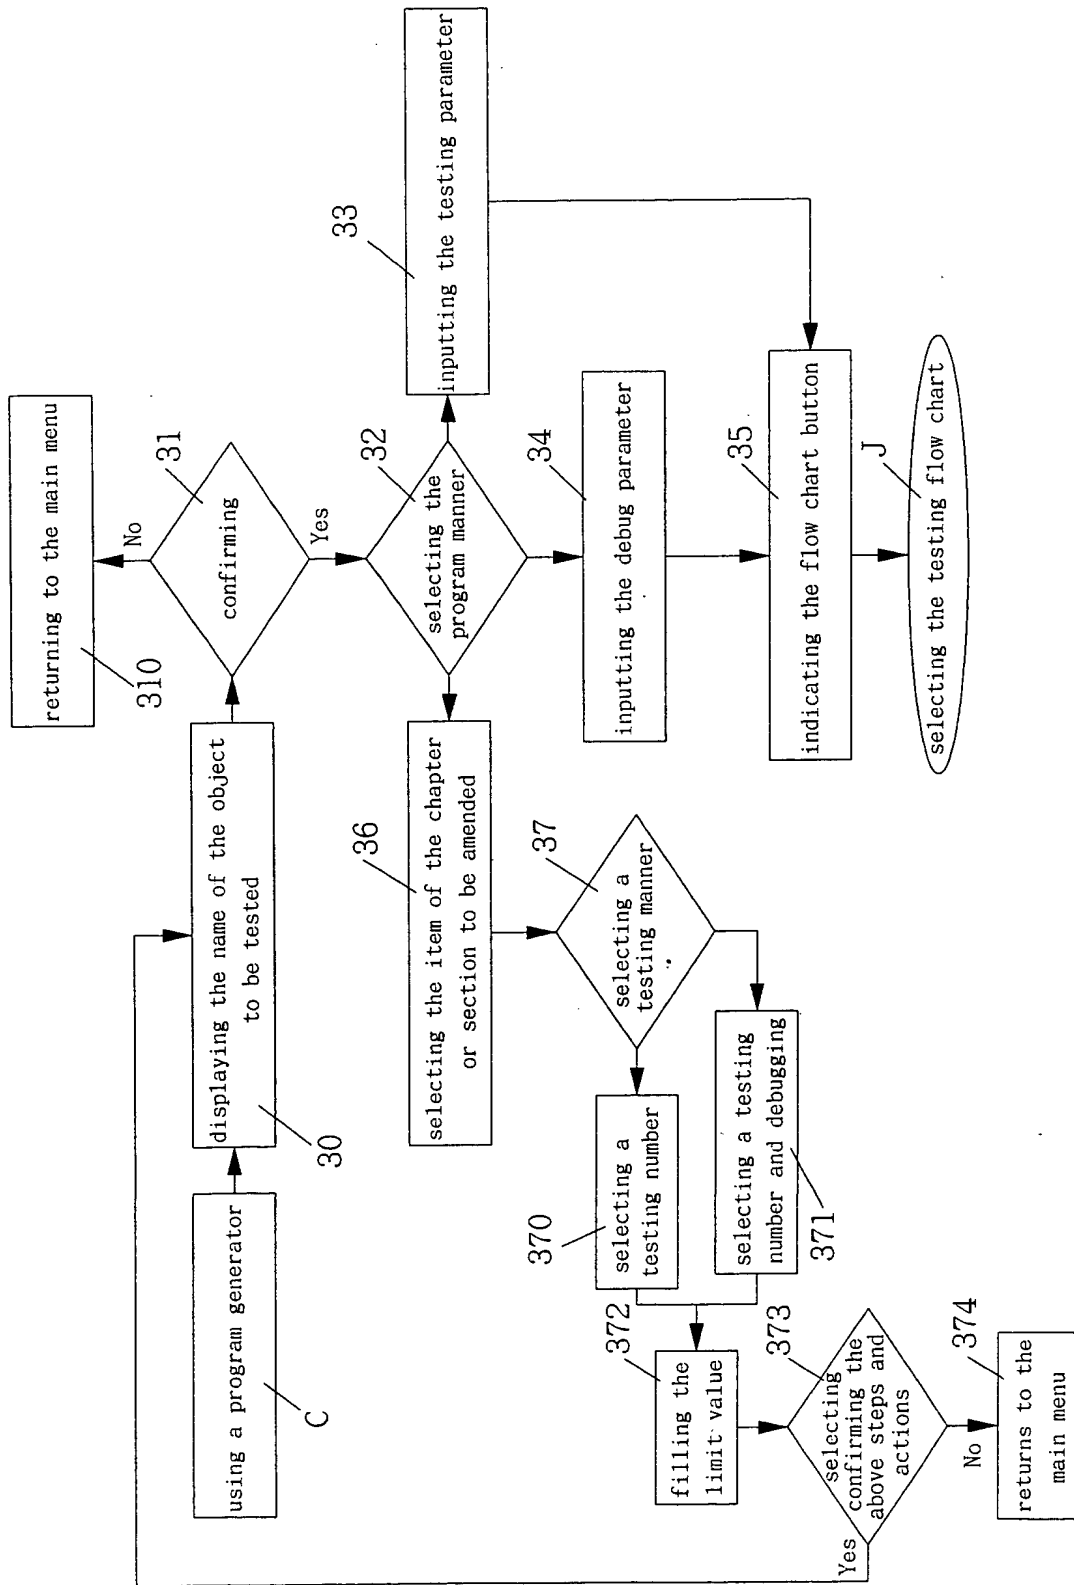 using a program generator
C
displaying the name of the object
to be tested
30
confirming
31
No
returning to the main menu
310
Yes
selecting the
program manner
32
inputting the testing parameter
33
inputting the debug parameter
34
indicating the flow chart button
35
selecting the testing flow chart
J
selecting the item of the chapter
or section to be amended
36
selecting a
testing manner
37
selecting a
testing number
370
selecting a testing
number and debugging
371
filling the
limit value
372
selecting
confirming the
above steps and
actions
373
Yes
No
returns to the
main menu
374